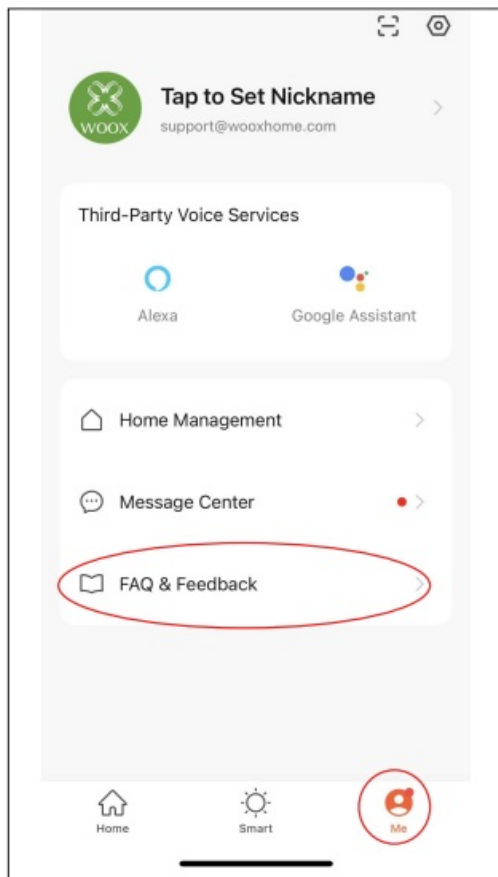 Tap to Set Nickname
WOOX
support@wooxhome.com
Third-Party Voice Services
Alexa
Google Assistant
Home Management
Message Center
FAQ & Feedback
Home
Smart
Me